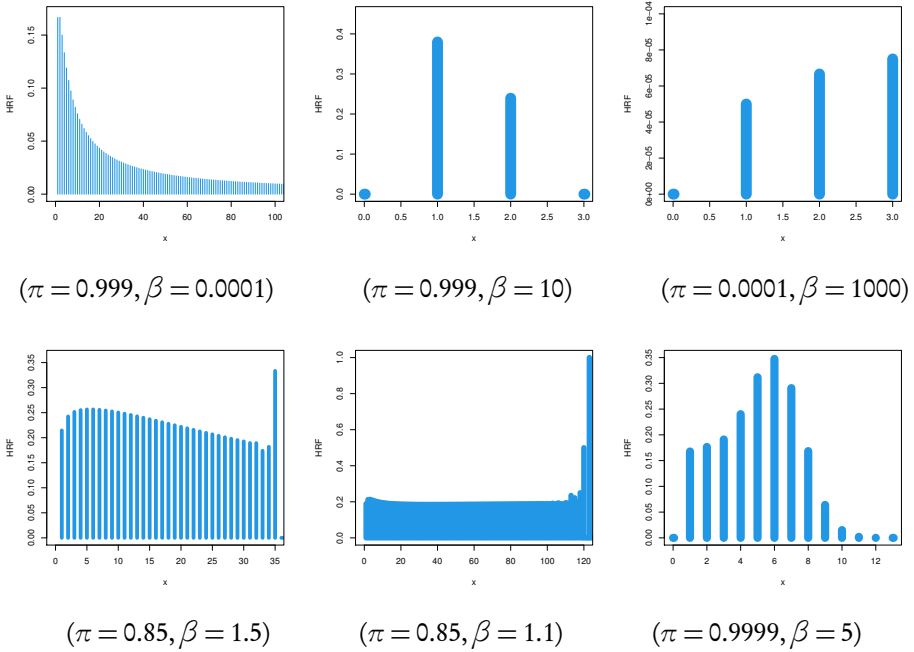 HRF
0.00 0.05 0.10 0.15
0 20 40 60 80 100
x
HRF
0.0 0.1 0.2 0.3 0.4
0.0 0.5 1.0 1.5 2.0 2.5 3.0
x
HRF
0e+00 2e−05 4e−05 6e−05 8e−05 1e−04
0.0 0.5 1.0 1.5 2.0 2.5 3.0
x
(π = 0.999, β = 0.0001)
(π = 0.999, β = 10)
(π = 0.0001, β = 1000)
HRF
0.00 0.05 0.10 0.15 0.20 0.25 0.30 0.35
0 5 10 15 20 25 30 35
x
HRF
0.0 0.2 0.4 0.6 0.8 1.0
0 20 40 60 80 100 120
x
HRF
0.00 0.05 0.10 0.15 0.20 0.25 0.30 0.35
0 2 4 6 8 10 12
x
(π = 0.85, β = 1.5)
(π = 0.85, β = 1.1)
(π = 0.9999, β = 5)